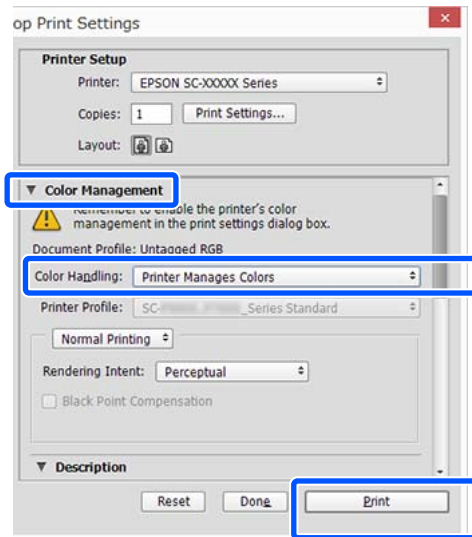 op Print Settings
Printer Setup
Printer: EPSON SC-XXXXX Series
Copies: 1 Print Settings...
Layout:
Color Management
Remember to enable the printer's color
management in the print settings dialog box.
Document Profile: Untagged RGB
Color Handling: Printer Manages Colors
Printer Profile: SC- _Series Standard
Normal Printing
Rendering Intent: Perceptual
Black Point Compensation
Description
Reset Done Print